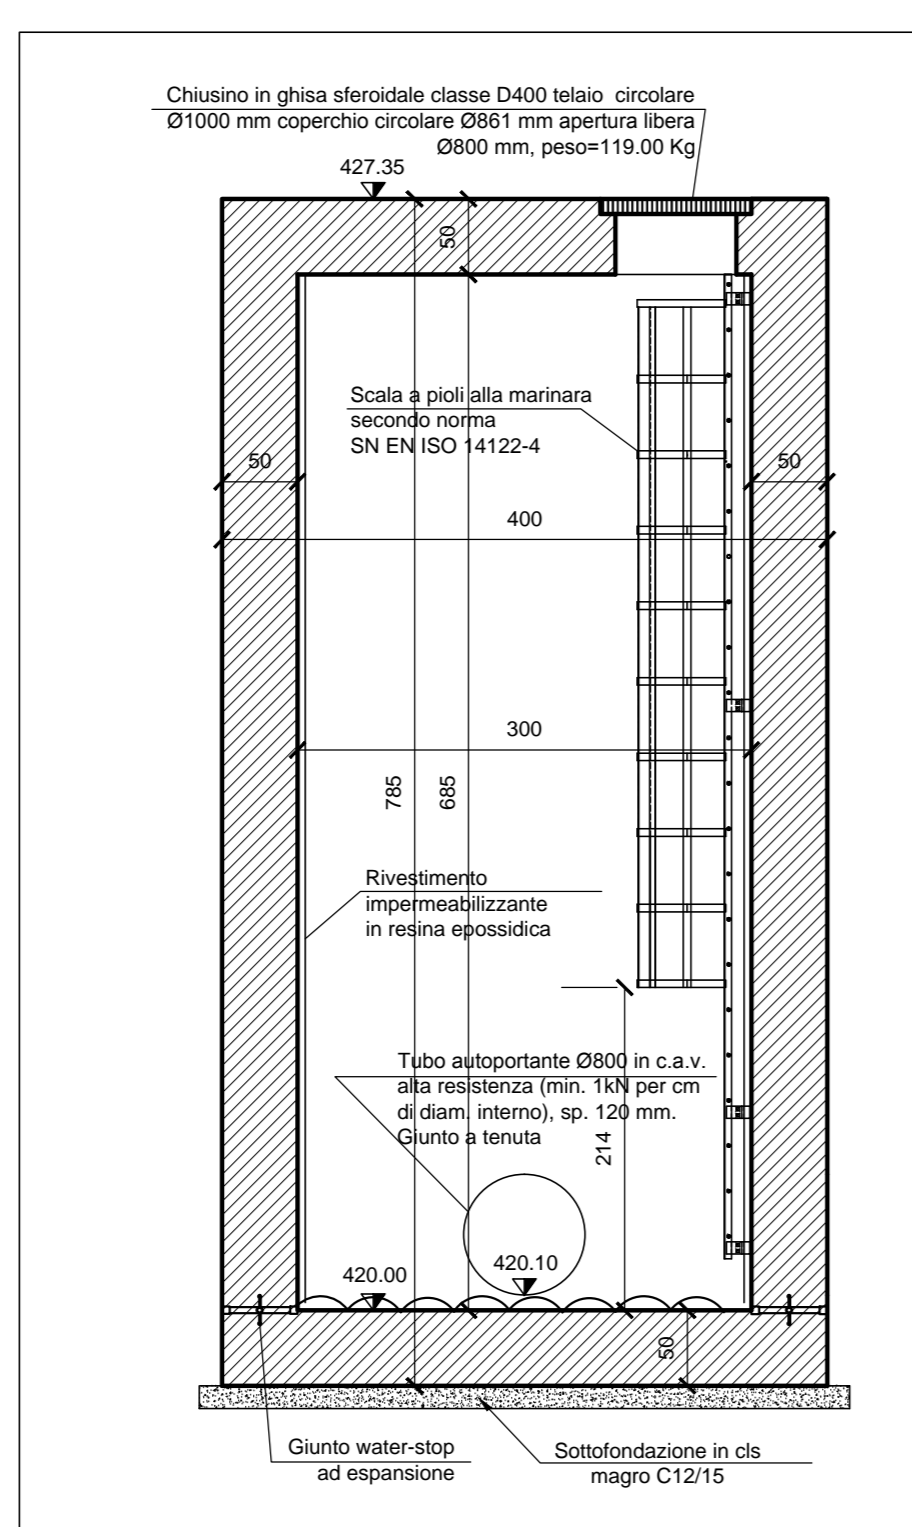 Chiusino in ghisa sferoidale classe D400 telaio circolare
Ø1000 mm coperchio circolare Ø861 mm apertura libera
Ø800 mm, peso=119.00 Kg
427.35
50
Scala a pioli alla marinara
secondo norma
SN EN ISO 14122-4
50
50
400
300
785
685
Rivestimento
impermeabilizzante
in resina epossidica
Tubo autoportante Ø800 in c.a.v.
alta resistenza (min. 1kN per cm
di diam. interno), sp. 120 mm.
Giunto a tenuta
214
420.00
420.10
50
Giunto water-stop
ad espansione
Sottofondazione in cls
magro C12/15